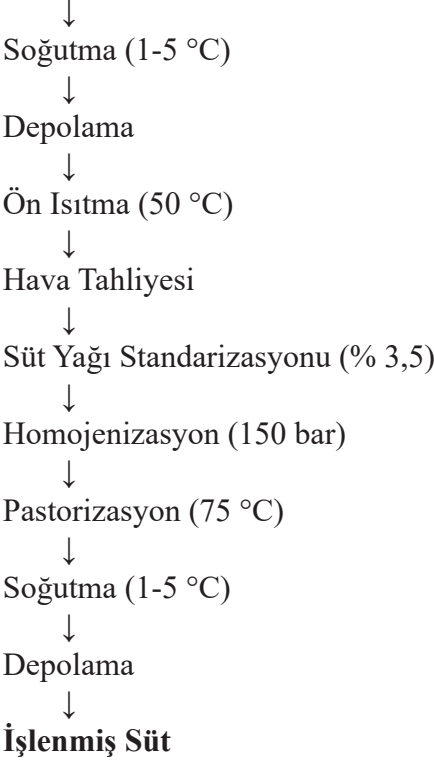 ↓
Soğutma (1-5 °C)
↓
Depolama
↓
Ön Isıtma (50 °C)
↓
Hava Tahliyesi
↓
Süt Yağı Standarizasyonu (% 3,5)
↓
Homojenizasyon (150 bar)
↓
Pastorizasyon (75 °C)
↓
Soğutma (1-5 °C)
↓
Depolama
↓
İşlenmiş Süt